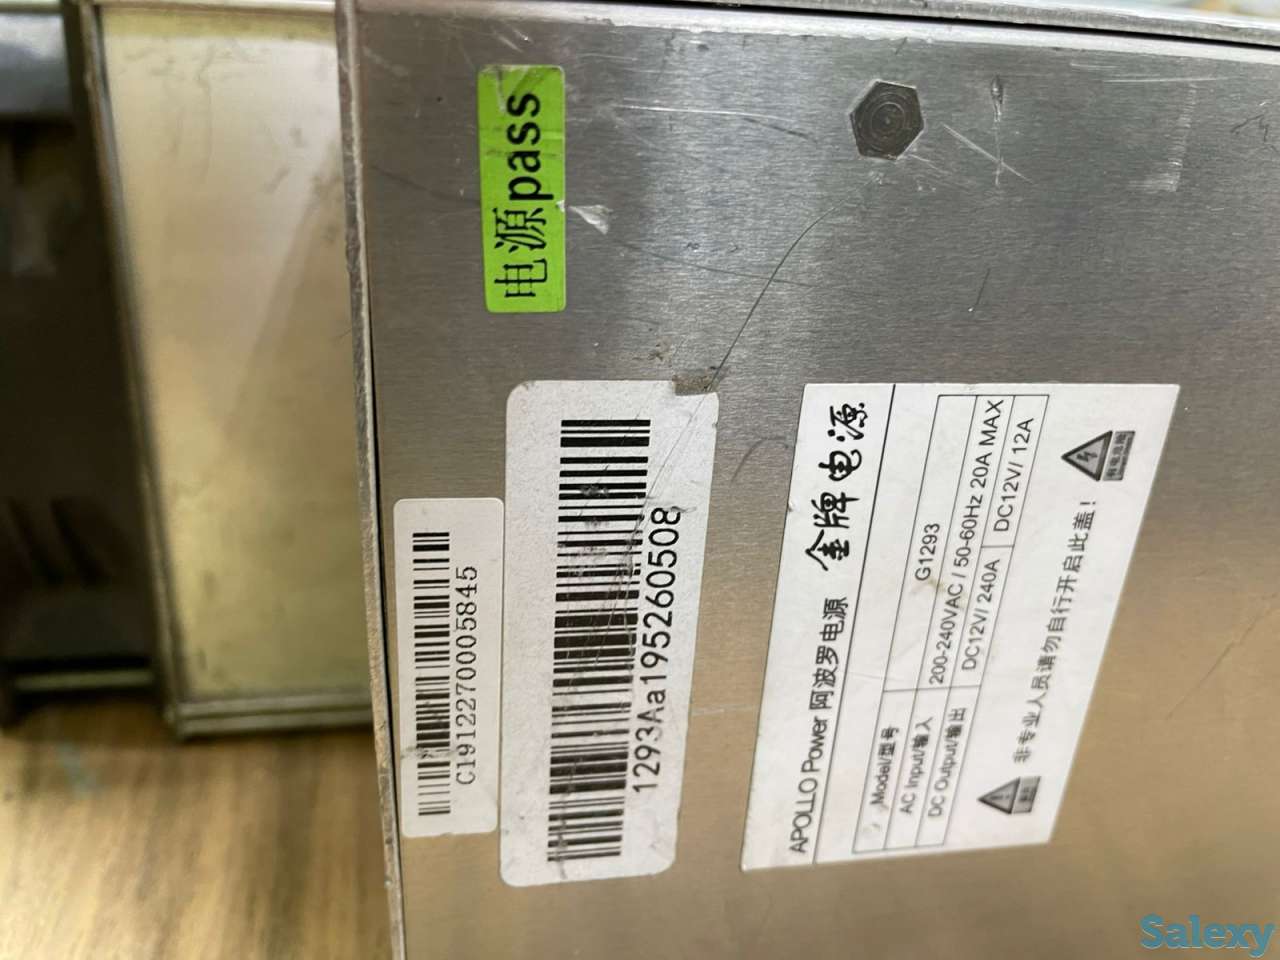 电源pass
C1912270005845
1293Aa195260508
APOLLO Power 阿波罗电源 金牌电源
Model/型号 G1293
AC Input/输入 200-240VAC / 50-60Hz 20A MAX
DC Output/输出 DC12V/ 240A DC12V/ 12A
非专业人员请勿自行开启此盖!
Salexy